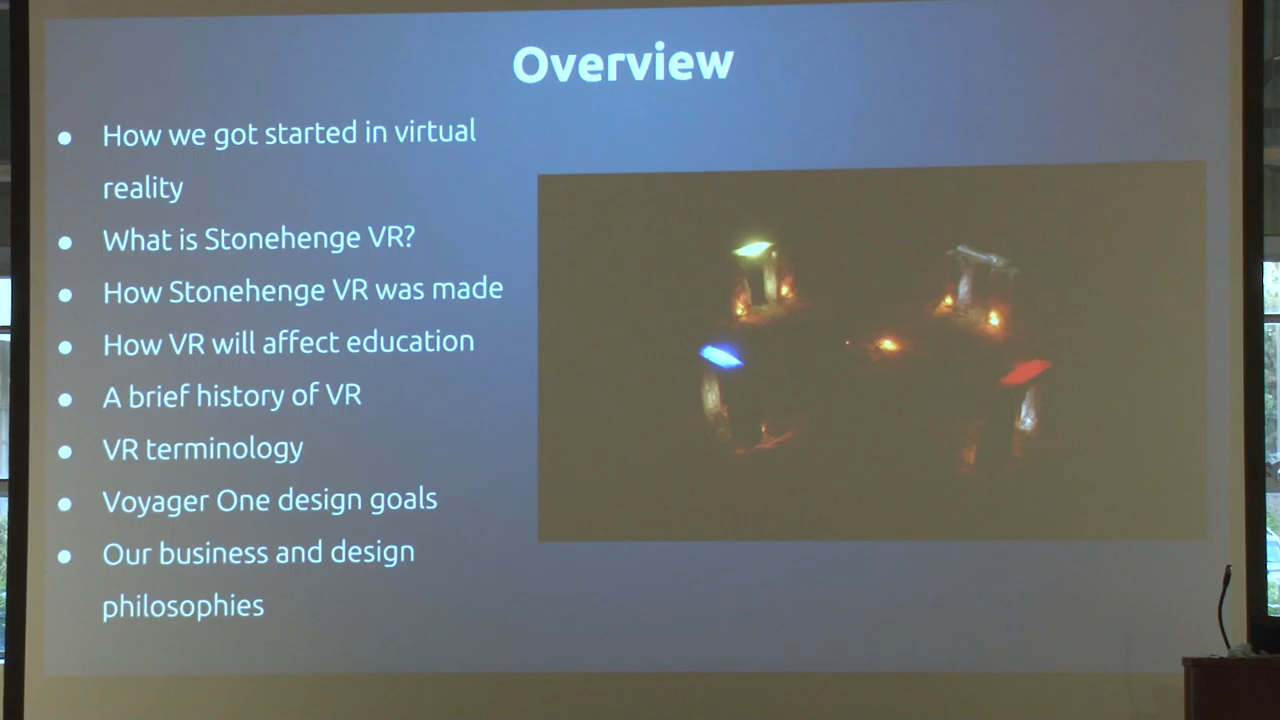 Overview
● How we got started in virtual
reality
● What is Stonehenge VR?
● How Stonehenge VR was made
● How VR will affect education
● A brief history of VR
● VR terminology
● Voyager One design goals
● Our business and design
philosophies